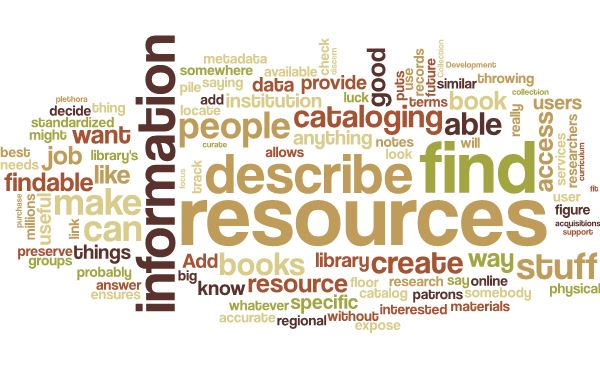 metadata
somewhere
available
check
discern
good
puts
use
records
future
Collection
Development
similar
throwing
collection
pile
saying
data
provide
plethora
decide
thing
add
institution
luck
terms
book
really
users
standardized
might
want
locate
people
cataloging
able
access
services
researchers
curriculum
curate
anything
notes
will
best
needs
job
library's
allows
look
findable
like
focus
track
describe
find
fit
information
purchase
millions
useful
make
link
can
resources
user
figure
acquisitions
support
preserve
things
groups
probably
answer
ensures
Add
books
library
create
way
stuff
big
know
resource
floor
research
say
online
physical
catalog
patrons
somebody
whatever
specific
interested
materials
accurate
regional
without
expose